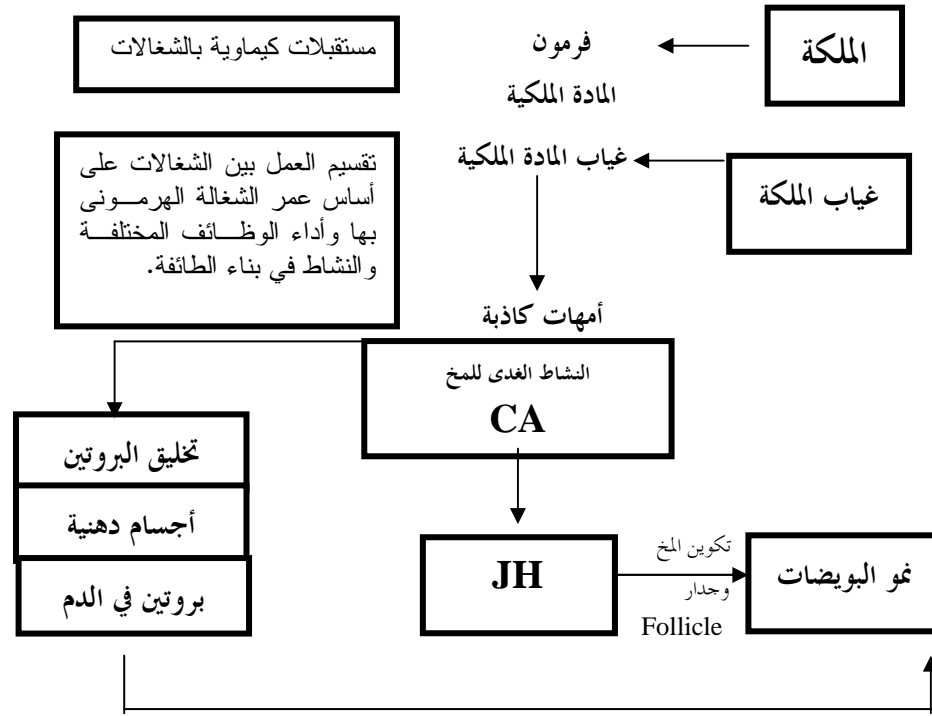 الملكة
فرمون
المادة الملكية
مستقبلات كيماوية بالشغالات
غياب الملكة
غياب المادة الملكية
تقسيم العمل بين الشغالات على
أساس عمر الشغالة الهرمونى
بها وأداء الوظائف المختلفة
والنشاط في بناء الطائفة.
أمهات كاذبة
النشاط الغدى للمخ
CA
تخليق البروتين
أجسام دهنية
بروتين في الدم
JH
تكوين المخ
وجدار
Follicle
نمو البويضات